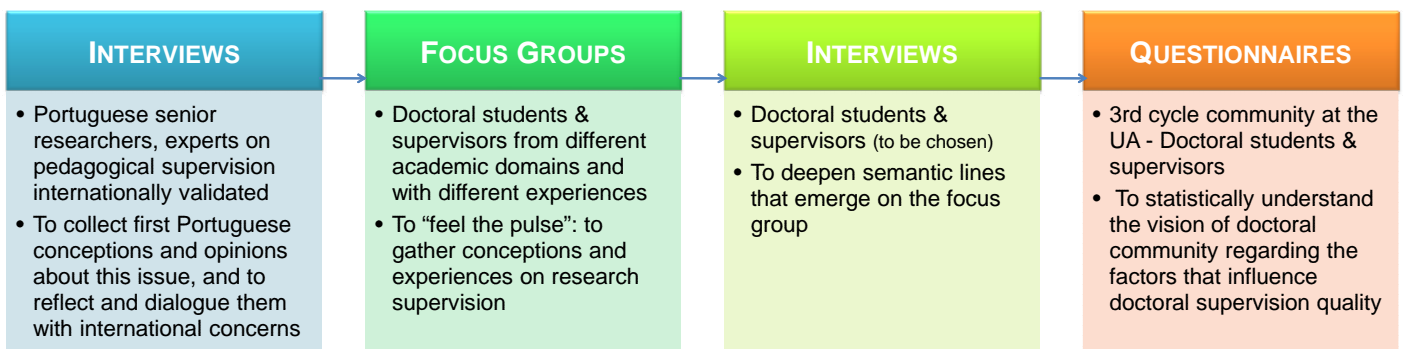 INTERVIEWS
• Portuguese senior
researchers, experts on
pedagogical supervision
internationally validated
• To collect first Portuguese
conceptions and opinions
about this issue, and to
reflect and dialogue them
with international concerns
FOCUS GROUPS
• Doctoral students &
supervisors from different
academic domains and
with different experiences
• To “feel the pulse”: to
gather conceptions and
experiences on research
supervision
INTERVIEWS
• Doctoral students &
supervisors (to be chosen)
• To deepen semantic lines
that emerge on the focus
group
QUESTIONNAIRES
• 3rd cycle community at the
UA - Doctoral students &
supervisors
• To statistically understand
the vision of doctoral
community regarding the
factors that influence
doctoral supervision quality